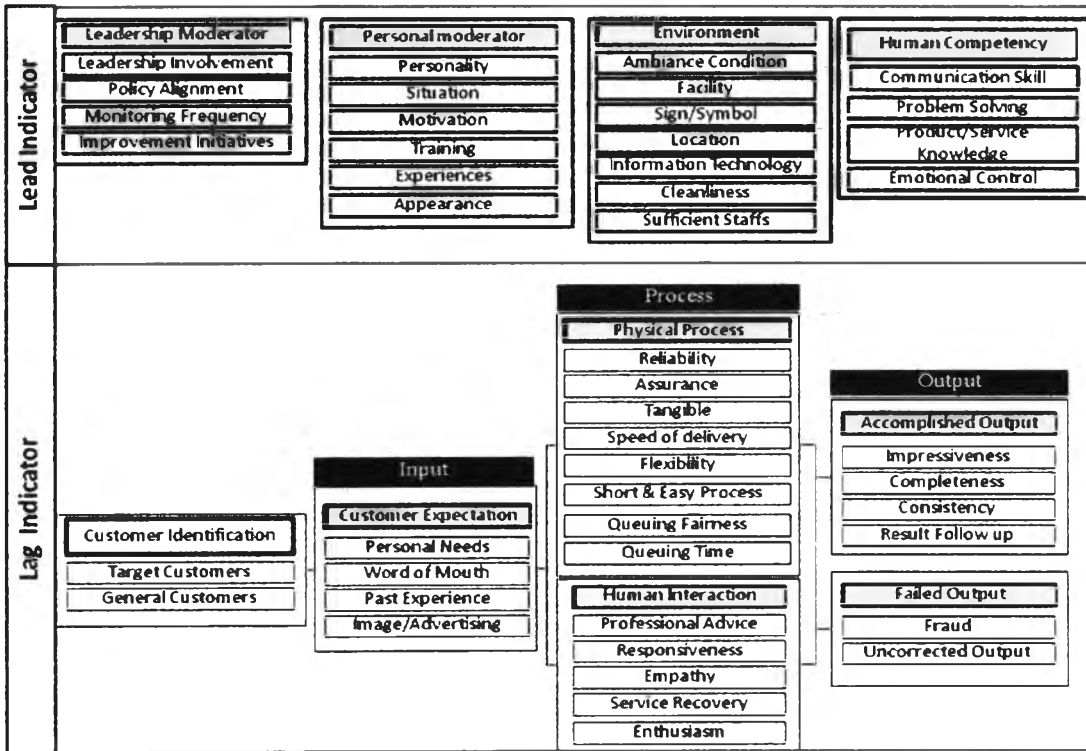 Lead Indicator
Leadership Moderator
Leadership Involvement
Policy Alignment
Monitoring Frequency
Improvement Initiatives
Personal moderator
Personality
Situation
Motivation
Training
Experiences
Appearance
Environment
Ambiance Condition
Facility
Sign/Symbol
Location
Information Technology
Cleanliness
Sufficient Staffs
Human Competency
Communication Skill
Problem Solving
Product/Service
Knowledge
Emotional Control
Lag Indicator
Customer Identification
Target Customers
General Customers
Input
Customer Expectation
Personal Needs
Word of Mouth
Past Experience
Image/Advertising
Process
Physical Process
Reliability
Assurance
Tangible
Speed of delivery
Flexibility
Short & Easy Process
Queuing Fairness
Queuing Time
Human Interaction
Professional Advice
Responsiveness
Empathy
Service Recovery
Enthusiasm
Output
Accomplished Output
Impressiveness
Completeness
Consistency
Result Follow up
Failed Output
Fraud
Uncorrected Output